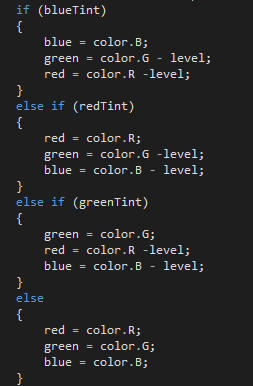 if (blueTint)
{
blue = color.B;
green = color.G - level;
red = color.R -level;
}
else if (redTint)
{
red = color.R;
green = color.G -level;
blue = color.B - level;
}
else if (greenTint)
{
green = color.G;
red = color.R -level;
blue = color.B - level;
}
else
{
red = color.R;
green = color.G;
blue = color.B;
}